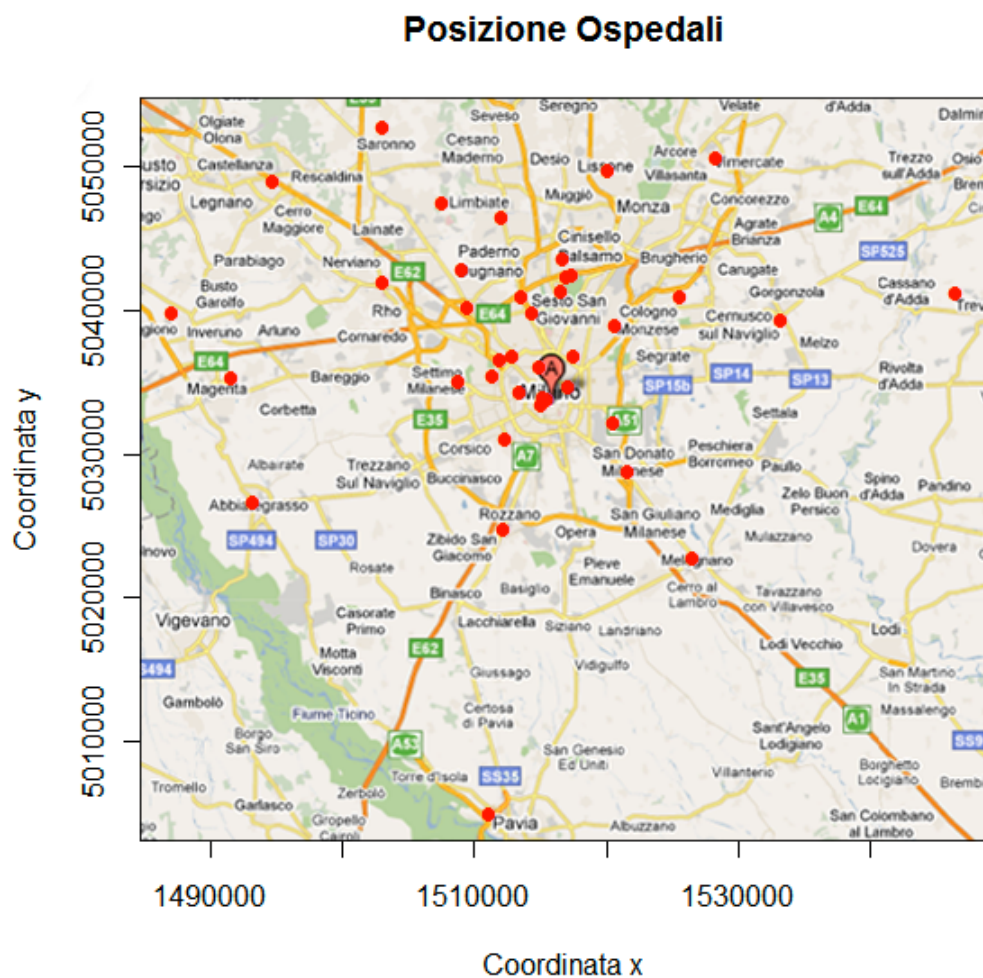 Posizione Ospedali
Coordinata y
5050000
5040000
5030000
5020000
5010000
Seregno
Velate
d'Adda
Dalmin
Seveso
Olgiate
Olona
Saronno
Cesano
Maderno
Desio
Lissone
Arcore
Villasanta
Vimercate
Trezzo
sull'Adda
Osio
Castellanza
Rescaldina
Legnano
Limbiate
Muggiò
Monza
Concorezzo
Cerro
Maggiore
Lainate
Agrate
Brianza
A4
E64
Cinisello
Balsamo
Brugherio
SP525
Parabiago
Nerviano
Paderno
Dugnano
Carugate
E62
Busto
Garolfo
Rho
E64
Sesto San
Giovanni
Cologno
Monzese
Gorgonzola
Cassano
d'Adda
Inveruno
Arluno
Cornaredo
Cernusco
sul Naviglio
Melzo
E64
Magenta
Bareggio
Settimo
Milanese
A
Milano
Segrate
SP15b
SP14
SP13
Rivolta
d'Adda
Corbetta
E35
A51
Settala
Corsico
A7
San Donato
Milanese
Peschiera
Borromeo
Paullo
Albairate
Trezzano
Sul Naviglio
Buccinasco
Spino
d'Adda
Pandino
Abbiategrasso
Rozzano
San Giuliano
Milanese
Mediglia
Zelo Buon
Persico
SP494
SP30
Zibido San
Giacomo
Opera
Mulazzano
Dovera
Rosate
Pieve
Emanuele
Melegnano
Binasco
Basiglio
Cerro al
Lambro
Tavazzano
con Villavesco
Vigevano
Casorate
Primo
Lacchiarella
Siziano
Landriano
Lodi
Lodi Vecchio
Motta
Visconti
E62
Giussago
Vidigulfo
E35
San Martino
In Strada
Gambolò
Fiume Ticino
Certosa
di Pavia
Massalengo
A1
Borgo
San Siro
A53
San Genesio
Ed Uniti
Sant'Angelo
Lodigiano
Borghetto
Lodigiano
Tromello
Torre d'Isola
SS35
Villanterio
Zerbolò
Garlasco
Gropello
Cairoli
Pavia
Albuzzano
San Colombano
al Lambro
1490000
1510000
1530000
Coordinata x